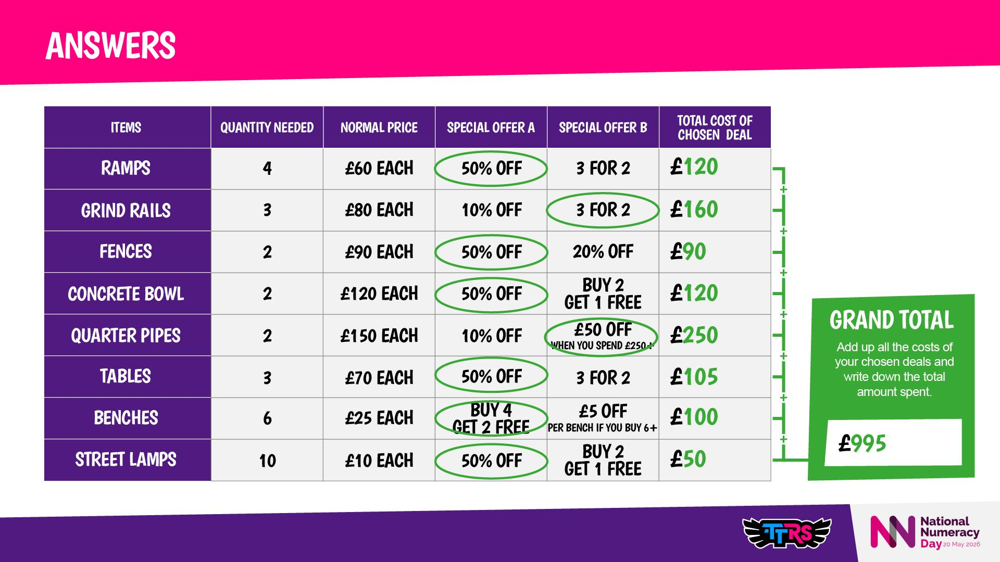 ANSWERS
ITEMS
QUANTITY NEEDED
NORMAL PRICE
SPECIAL OFFER A
SPECIAL OFFER B
TOTAL COST OF
CHOSEN DEAL
RAMPS
4
£60 EACH
50% OFF
3 FOR 2
£120
GRIND RAILS
3
£80 EACH
10% OFF
3 FOR 2
£160
FENCES
2
£90 EACH
50% OFF
20% OFF
£90
CONCRETE BOWL
2
£120 EACH
50% OFF
BUY 2
GET 1 FREE
£120
QUARTER PIPES
2
£150 EACH
10% OFF
£50 OFF
WHEN YOU SPEND £250+
£250
TABLES
3
£70 EACH
50% OFF
3 FOR 2
£105
BENCHES
6
£25 EACH
BUY 4
GET 2 FREE
£5 OFF
PER BENCH IF YOU BUY 6+
£100
STREET LAMPS
10
£10 EACH
50% OFF
BUY 2
GET 1 FREE
£50
+
+
+
+
+
+
+
GRAND TOTAL
Add up all the costs of
your chosen deals and
write down the total
amount spent.
£995
TTRS
National
Numeracy
Day 20 May 2026